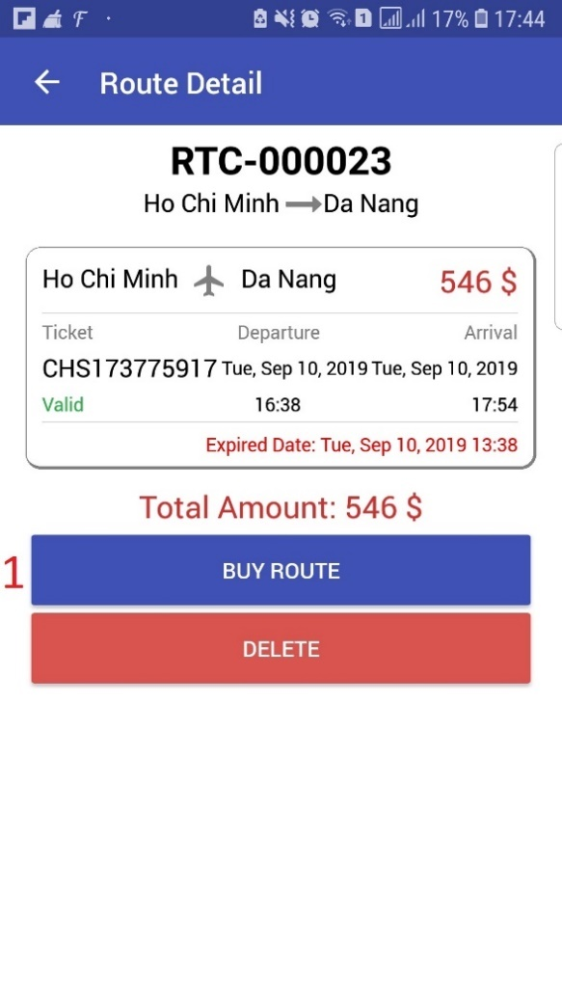 F 1 17% 17:44
Route Detail
RTC-000023
Ho Chi Minh Da Nang
Ho Chi Minh Da Nang 546 $
Ticket Departure Arrival
CHS173775917 Tue, Sep 10, 2019 Tue, Sep 10, 2019
Valid 16:38 17:54
Expired Date: Tue, Sep 10, 2019 13:38
Total Amount: 546 $
1 BUY ROUTE
DELETE